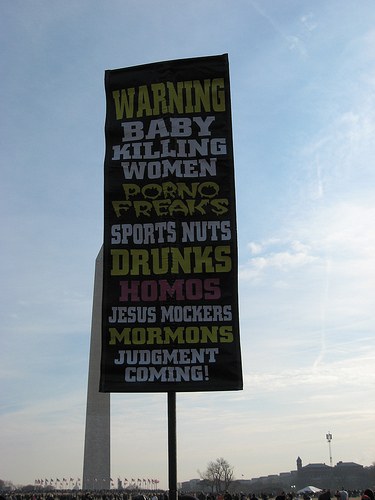 WARNING
BABY
KILLING
WOMEN
PORNO
FREAKS
SPORTS NUTS
DRUNKS
HOMOS
JESUS MOCKERS
MORMONS
JUDGMENT
COMING!